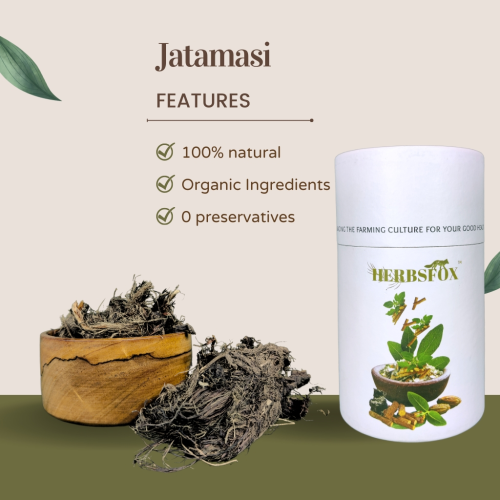 Jatamasi
FEATURES
100% natural
Organic Ingredients
0 preservatives
THE FARMING CULTURE FOR YOUR GOOD
HERBSFOX